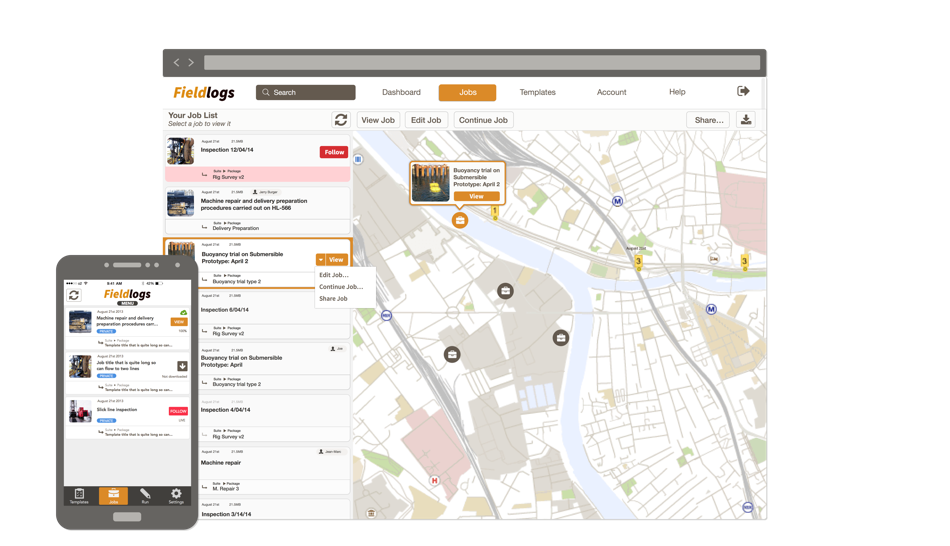 Fieldlogs
Search
Dashboard
Jobs
Templates
Account
Help
Your Job List
Select a job to view it
View Job
Edit Job
Continue Job
Share...
August 21st
Inspection 12/04/14
Follow
Suite ▸ Package
Rig Survey v2
August 21st 21.5MB Jerry Burger
Machine repair and delivery
preparation procedures carried out on HL-566
Suite ▸ Package
Delivery Preparation
August 21st 21.5MB
Buoyancy trial on Submersible
Prototype: April 2
View
Suite ▸ Package
Buoyancy trial type 2
Edit Job...
Continue Job...
Share Job
August 21st 21.5MB
Inspection 6/04/14
Suite ▸ Package
Rig Survey v2
August 21st 21.5MB
Buoyancy trial on Submersible
Prototype: April
Suite ▸ Package
Buoyancy trial type 2
August 21st 21.5MB
Inspection 4/04/14
Suite ▸ Package
Rig Survey v2
August 21st 21.5MB
Machine repair
Suite ▸ Package
M. Repair 3
August 21st 21.5MB
Inspection 3/14/14
Buoyancy trial on
Submersible
Prototype: April 2
View
1
M
3
3
M
H
9:41 AM
42%
Fieldlogs
MENU
August 21st 2013
Machine repair and delivery
preparation procedures carr...
VIEW
PRIVATE
100%
Suite ▸ Package
Template title that is quite long so can...
August 21st 2013
Job title that is quite long so
can flow to two lines
PRIVATE
Not downloaded
Suite ▸ Package
Template title that is quite long so can...
August 21st 2013
Slick line inspection
FOLLOW
PRIVATE
Suite ▸ Package
Template title that is quite long so can...
Templates
Jobs
Run
Settings